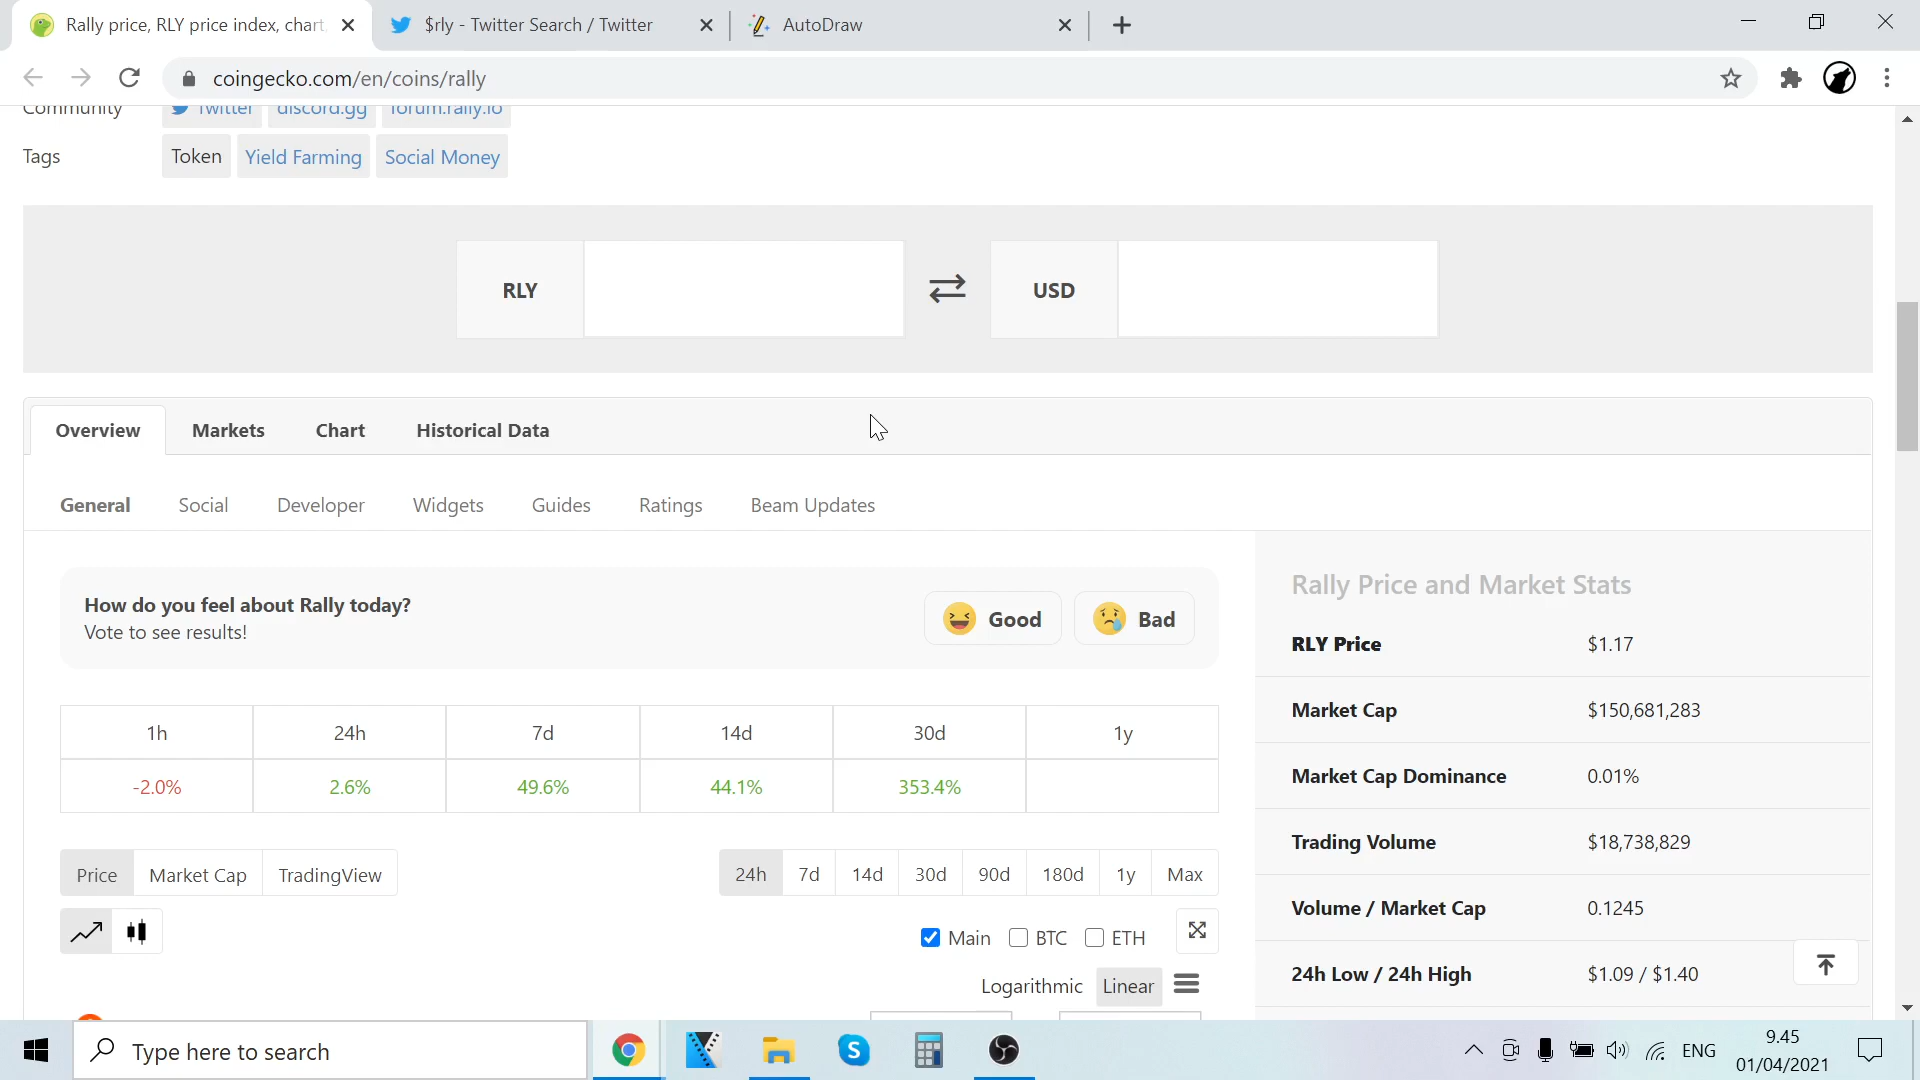 Rally price, RLY price index, chart,
$rly - Twitter Search / Twitter
AutoDraw
coingecko.com/en/coins/rally
Community
Twitter
discord.gg
forum.rally.io
Tags
Token
Yield Farming
Social Money
RLY
USD
Overview
Markets
Chart
Historical Data
General
Social
Developer
Widgets
Guides
Ratings
Beam Updates
How do you feel about Rally today?
Vote to see results!
Good
Bad
1h
24h
7d
14d
30d
1y
-2.0%
2.6%
49.6%
44.1%
353.4%
Price
Market Cap
TradingView
24h
7d
14d
30d
90d
180d
1y
Max
Main
BTC
ETH
Logarithmic
Linear
Rally Price and Market Stats
RLY Price $1.17
Market Cap $150,681,283
Market Cap Dominance 0.01%
Trading Volume $18,738,829
Volume / Market Cap 0.1245
24h Low / 24h High $1.09 / $1.40
Type here to search
ENG
9.45
01/04/2021